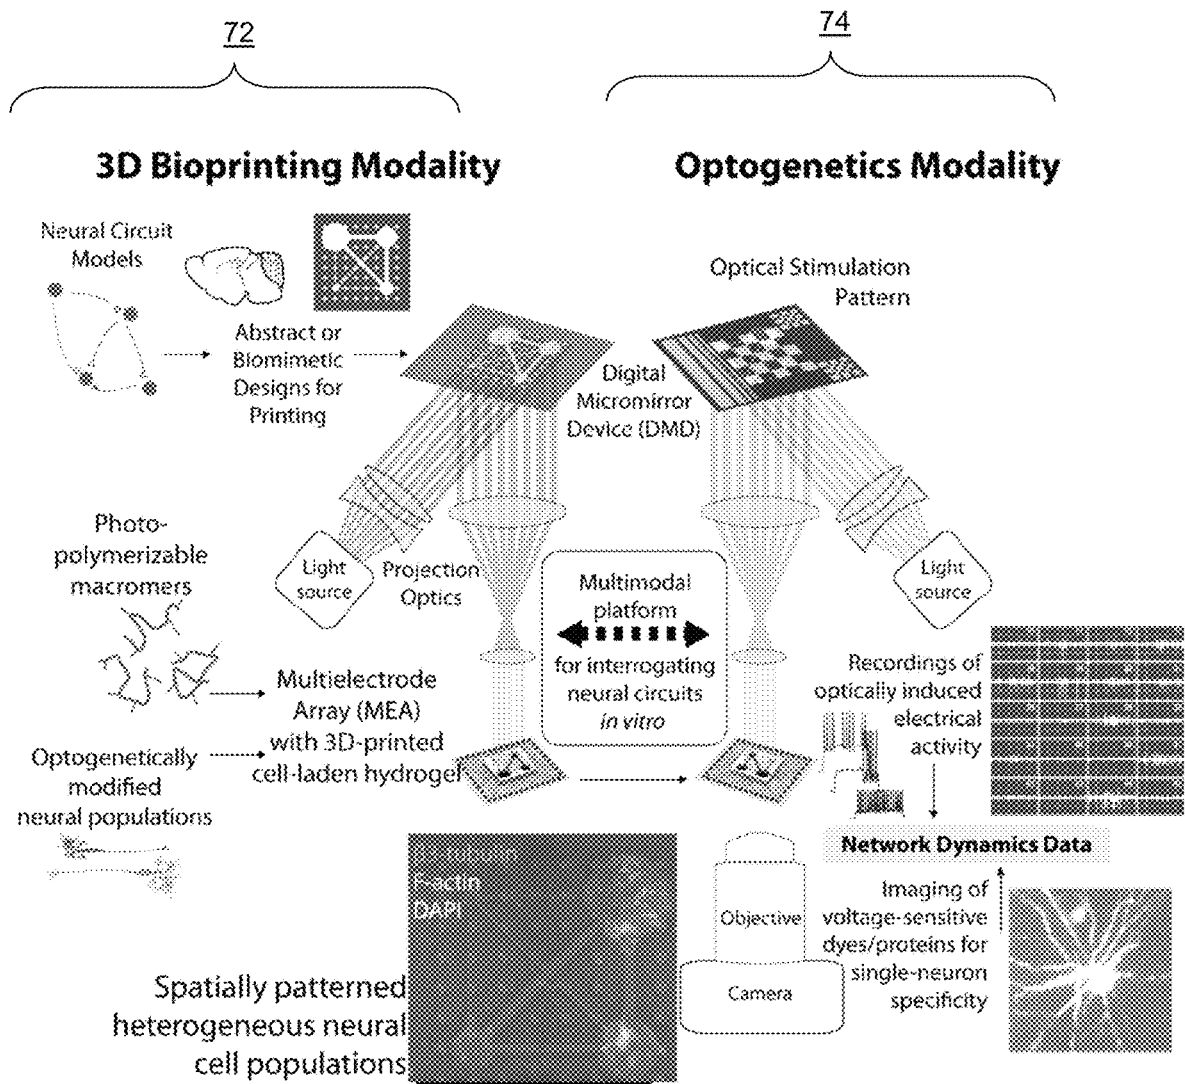 72
74
3D Bioprinting Modality
Optogenetics Modality
Neural Circuit
Models
Abstract or
Biomimetic
Designs for
Printing
Optical Stimulation
Pattern
Digital
Micromirror
Device (DMD)
Photo-
polymerizable
macromers
Light
source
Projection
Optics
Multimodal
platform
for interrogating
neural circuits
in vitro
Light
source
Multielectrode
Array (MEA)
with 3D-printed
cell-laden hydrogel
Optogenetically
modified
neural populations
Recordings of
optically induced
electrical
activity
Network Dynamics Data
F-actin
DAPI
Objective
Camera
Imaging of
voltage-sensitive
dyes/proteins for
single-neuron
specificity
Spatially patterned
heterogeneous neural
cell populations